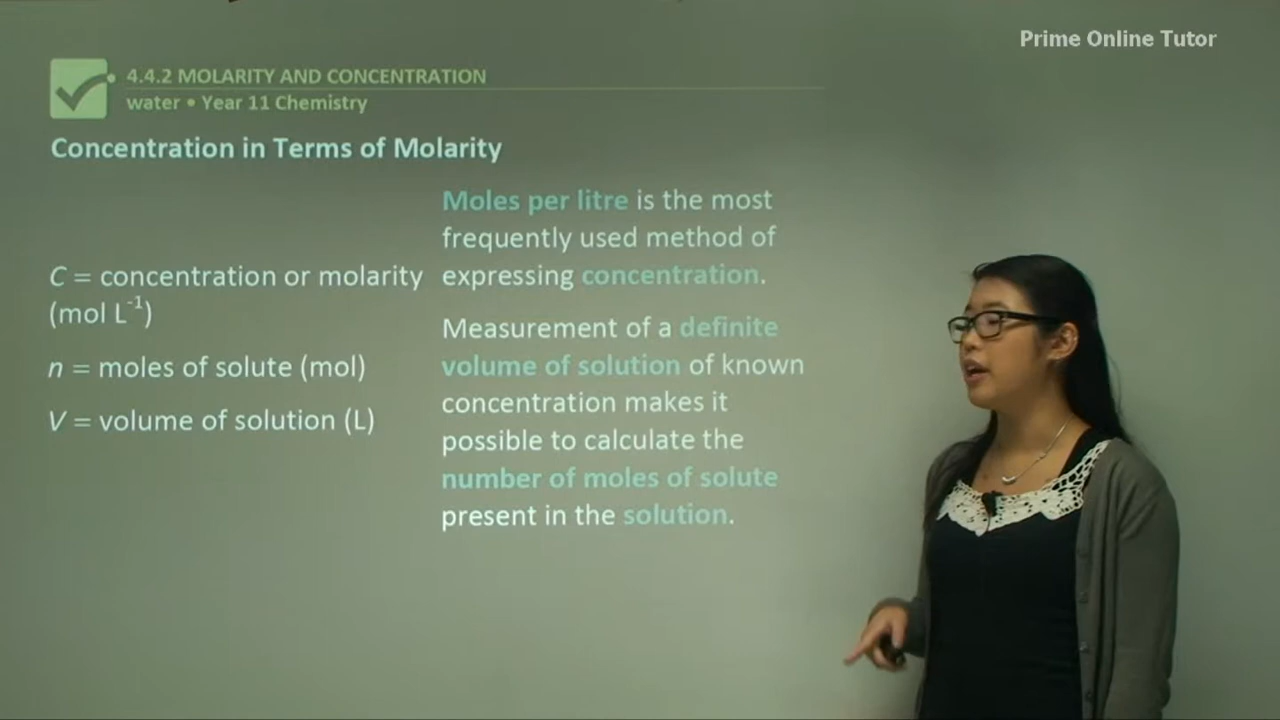 Prime Online Tutor
4.4.2 MOLARITY AND CONCENTRATION
water • Year 11 Chemistry
Concentration in Terms of Molarity
C = concentration or molarity
(mol L⁻¹)
n = moles of solute (mol)
V = volume of solution (L)
Moles per litre is the most
frequently used method of
expressing concentration.
Measurement of a definite
volume of solution of known
concentration makes it
possible to calculate the
number of moles of solute
present in the solution.